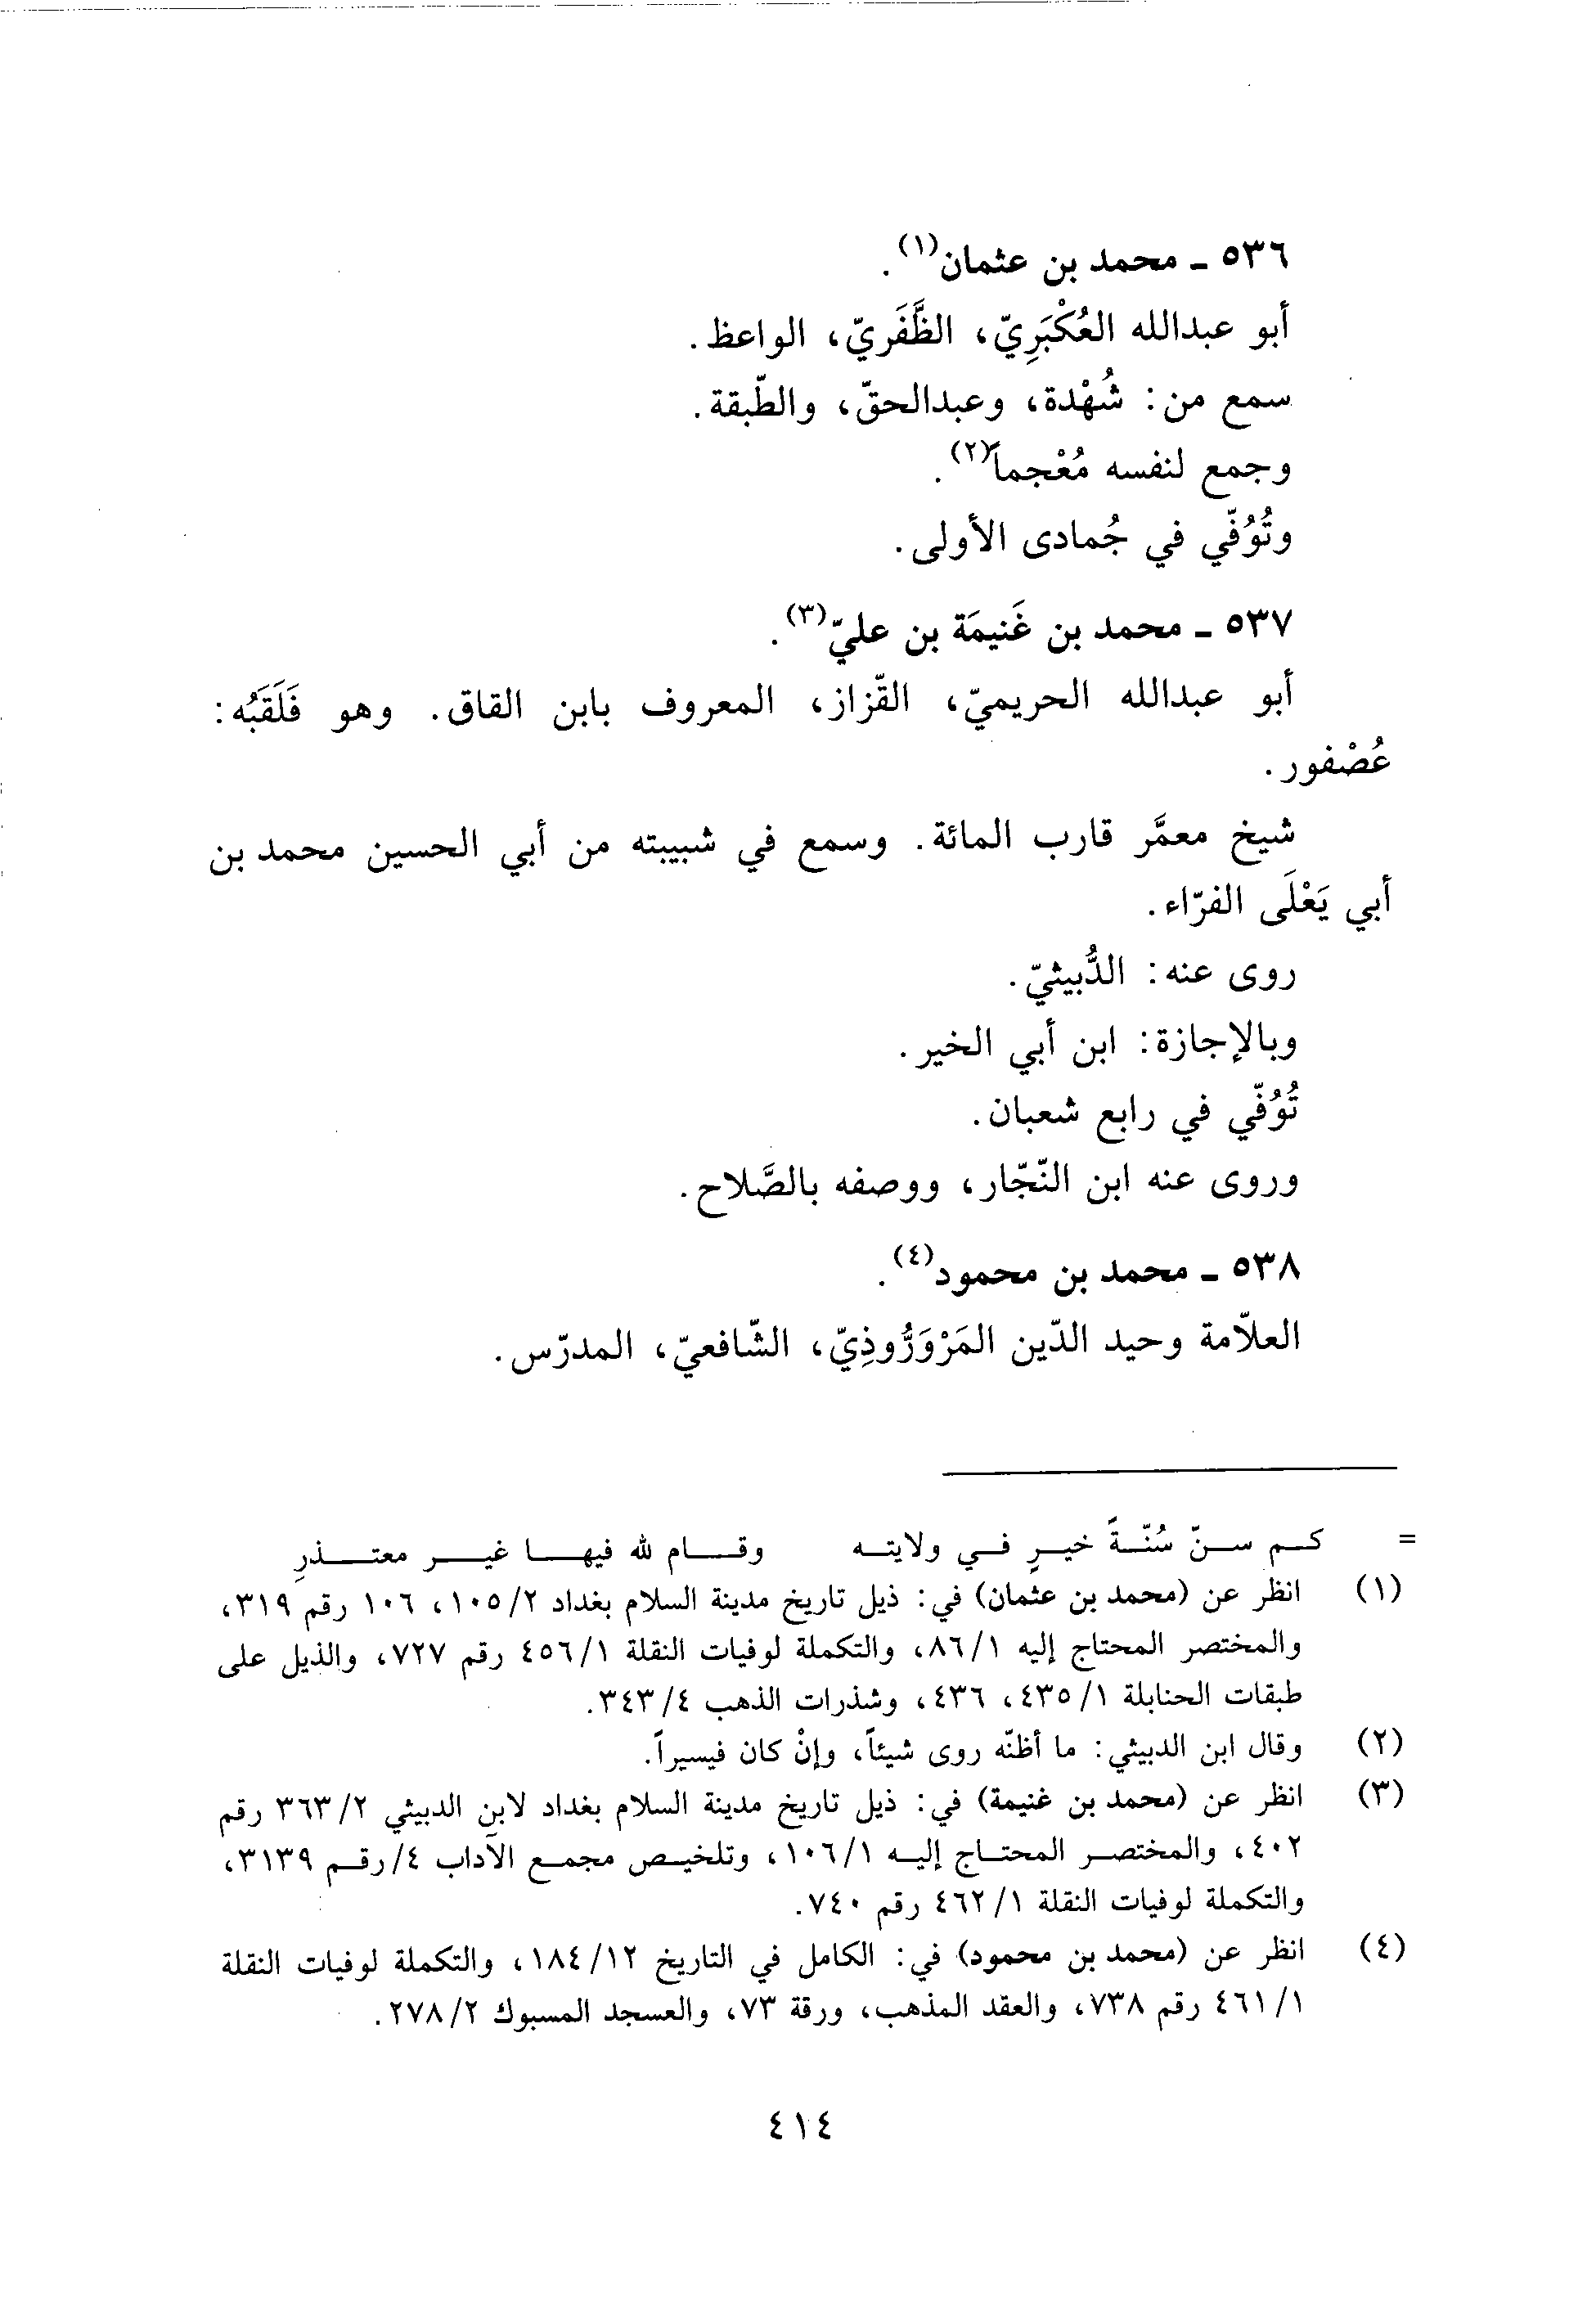 ٥٣٦ ـ محمد بن عثمان(١).
أبو عبدالله العُكْبَرِيّ، الظَّفَريّ، الواعظ.
سمع من: شُهْدة، وعبدالحقّ، والطّبقة.
وجمع لنفسه مُعْجماً(٢).
وتُوُفّي في جُمادى الأولى.
٥٣٧ ـ محمد بن غَنيمَة بن عليّ(٣).
أبو عبدالله الحريميّ، القّزاز، المعروف بابن القاق. وهو فَلَقَبُه:
عُصْفور.
شيخ معمَّر قارب المائة. وسمع في شبيبته من أبي الحسين محمد بن
أبي يَعْلَى الفرّاء.
روى عنه: الدُّبيثيّ.
وبالإجازة: ابن أبي الخير.
تُوُفّي في رابع شعبان.
وروى عنه ابن النّجّار، ووصفه بالصَّلاح.
٥٣٨ ـ محمد بن محمود(٤).
العلاّمة وحيد الدّين المَرْوَرُّوذِيّ، الشّافعيّ، المدرّس.
= كم سنّ سُنّةً خيرٍ في ولايته وقام لله فيها غير معتذرِ
(١) انظر عن (محمد بن عثمان) في: ذيل تاريخ مدينة السلام بغداد ١٠٥/٢، ١٠٦ رقم ٣١٩،
والمختصر المحتاج إليه ٨٦/١، والتكملة لوفيات النقلة ٤٥٦/١ رقم ٧٢٧، والذيل على
طبقات الحنابلة ٤٣٥/١، ٤٣٦، وشذرات الذهب ٣٤٣/٤.
(٢) وقال ابن الدبيثي: ما أظنّه روى شيئاً، وإنْ كان فيسيراً.
(٣) انظر عن (محمد بن غنيمة) في: ذيل تاريخ مدينة السلام بغداد لابن الدبيثي ٣٦٣/٢ رقم
٤٠٢، والمختصر المحتاج إليه ١٠٦/١، وتلخيص مجمع الآداب ٤/رقم ٣١٣٩،
والتكملة لوفيات النقلة ٤٦٢/١ رقم ٧٤٠.
(٤) انظر عن (محمد بن محمود) في: الكامل في التاريخ ١٨٤/١٢، والتكملة لوفيات النقلة
٤٦١/١ رقم ٧٣٨، والعقد المذهب، ورقة ٧٣، والعسجد المسبوك ٢٧٨/٢.
٤١٤